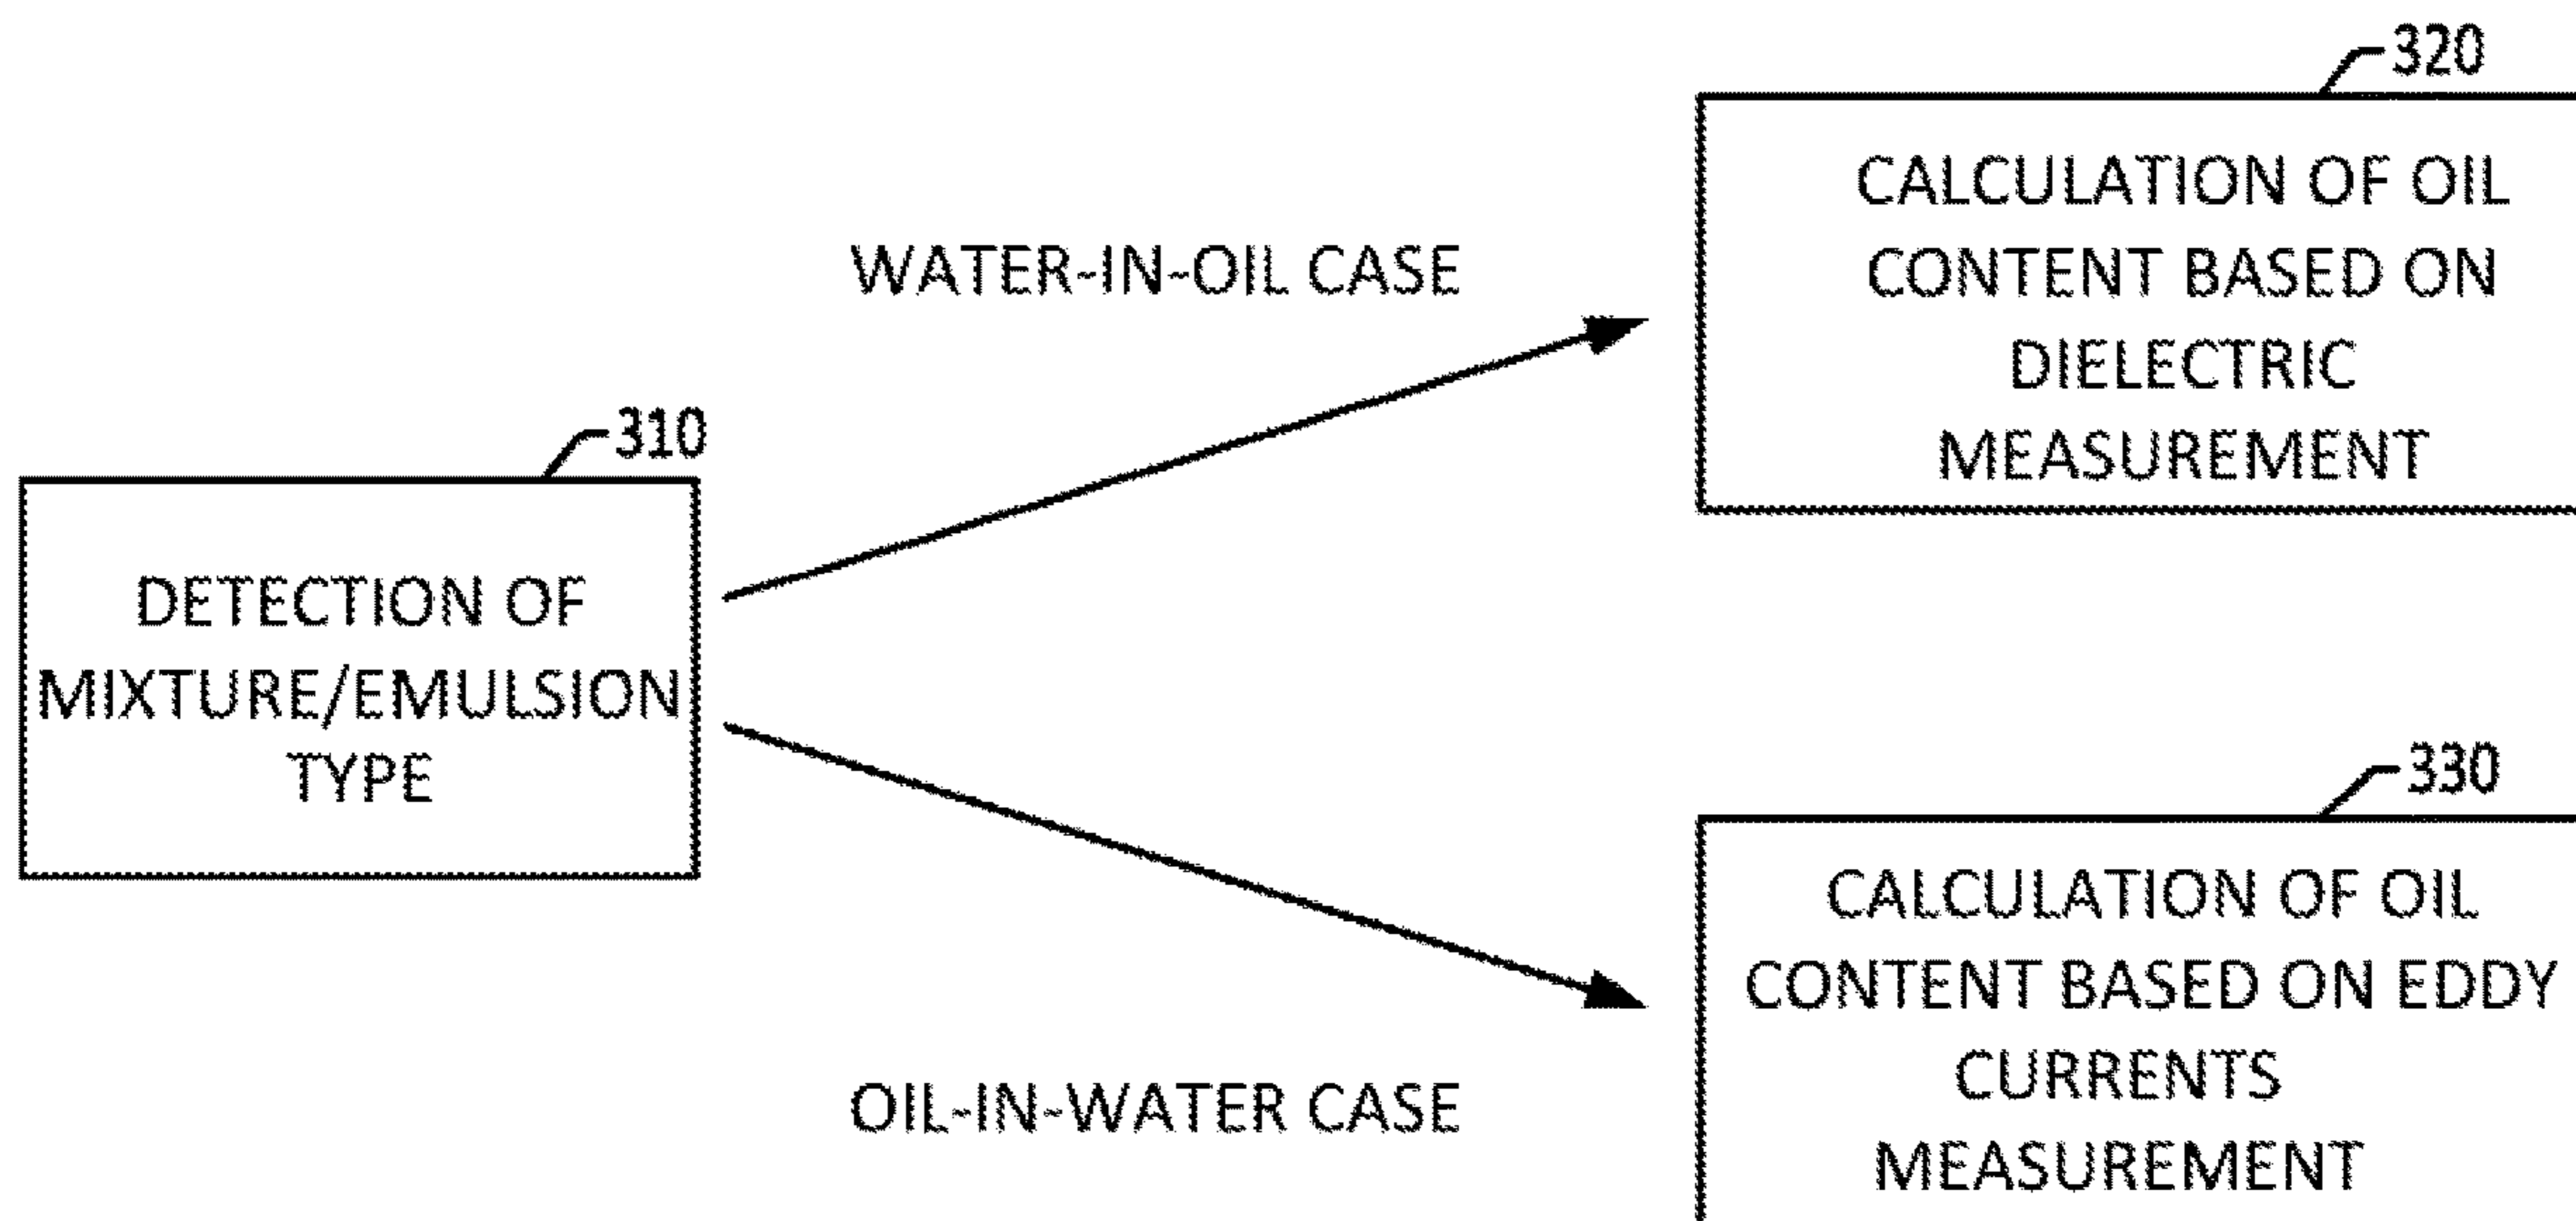 310
DETECTION OF
MIXTURE/EMULSION
TYPE
WATER-IN-OIL CASE
320
CALCULATION OF OIL
CONTENT BASED ON
DIELECTRIC
MEASUREMENT
OIL-IN-WATER CASE
330
CALCULATION OF OIL
CONTENT BASED ON EDDY
CURRENTS
MEASUREMENT